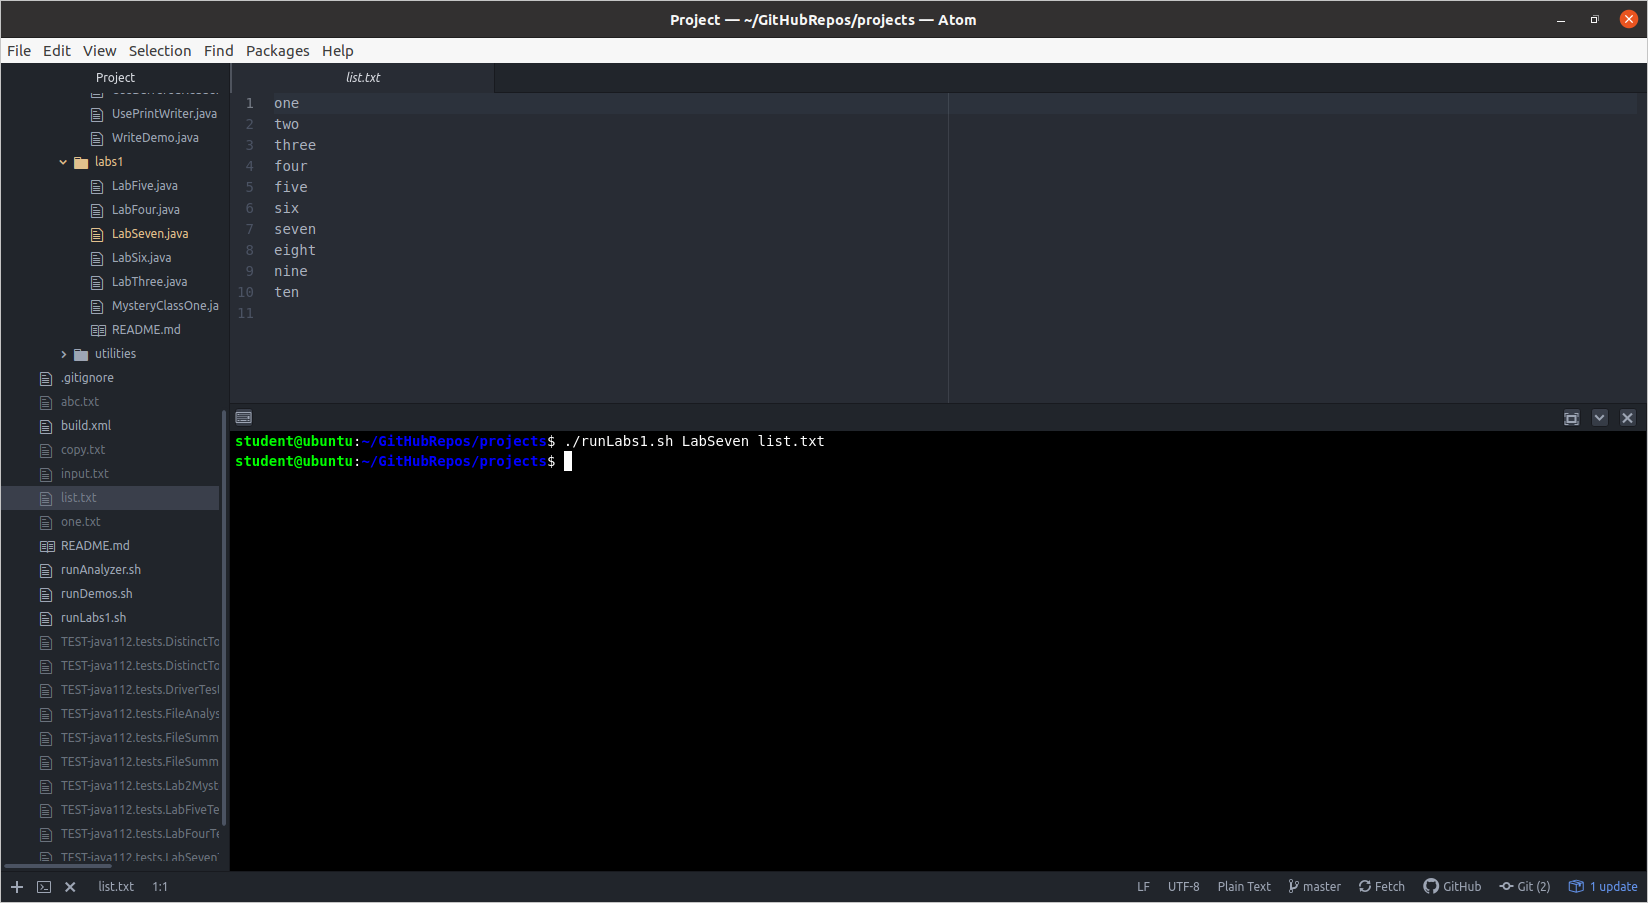 Project — ~/GitHubRepos/projects — Atom
File Edit View Selection Find Packages Help
Project
UsePrintWriter.java
WriteDemo.java
labs1
LabFive.java
LabFour.java
LabSeven.java
LabSix.java
LabThree.java
MysteryClassOne.ja
README.md
utilities
.gitignore
abc.txt
build.xml
copy.txt
input.txt
list.txt
one.txt
README.md
runAnalyzer.sh
runDemos.sh
runLabs1.sh
TEST-java112.tests.DistinctTo
TEST-java112.tests.DistinctTo
TEST-java112.tests.DriverTest
TEST-java112.tests.FileAnalys
TEST-java112.tests.FileSumm
TEST-java112.tests.FileSumm
TEST-java112.tests.Lab2Myst
TEST-java112.tests.LabFiveTe
TEST-java112.tests.LabFourTe
TEST-java112.tests.LabSeven
list.txt
1 one
2 two
3 three
4 four
5 five
6 six
7 seven
8 eight
9 nine
10 ten
11
student@ubuntu:~/GitHubRepos/projects$ ./runLabs1.sh LabSeven list.txt
student@ubuntu:~/GitHubRepos/projects$
list.txt 1:1 LF UTF-8 Plain Text master Fetch GitHub Git (2) 1 update